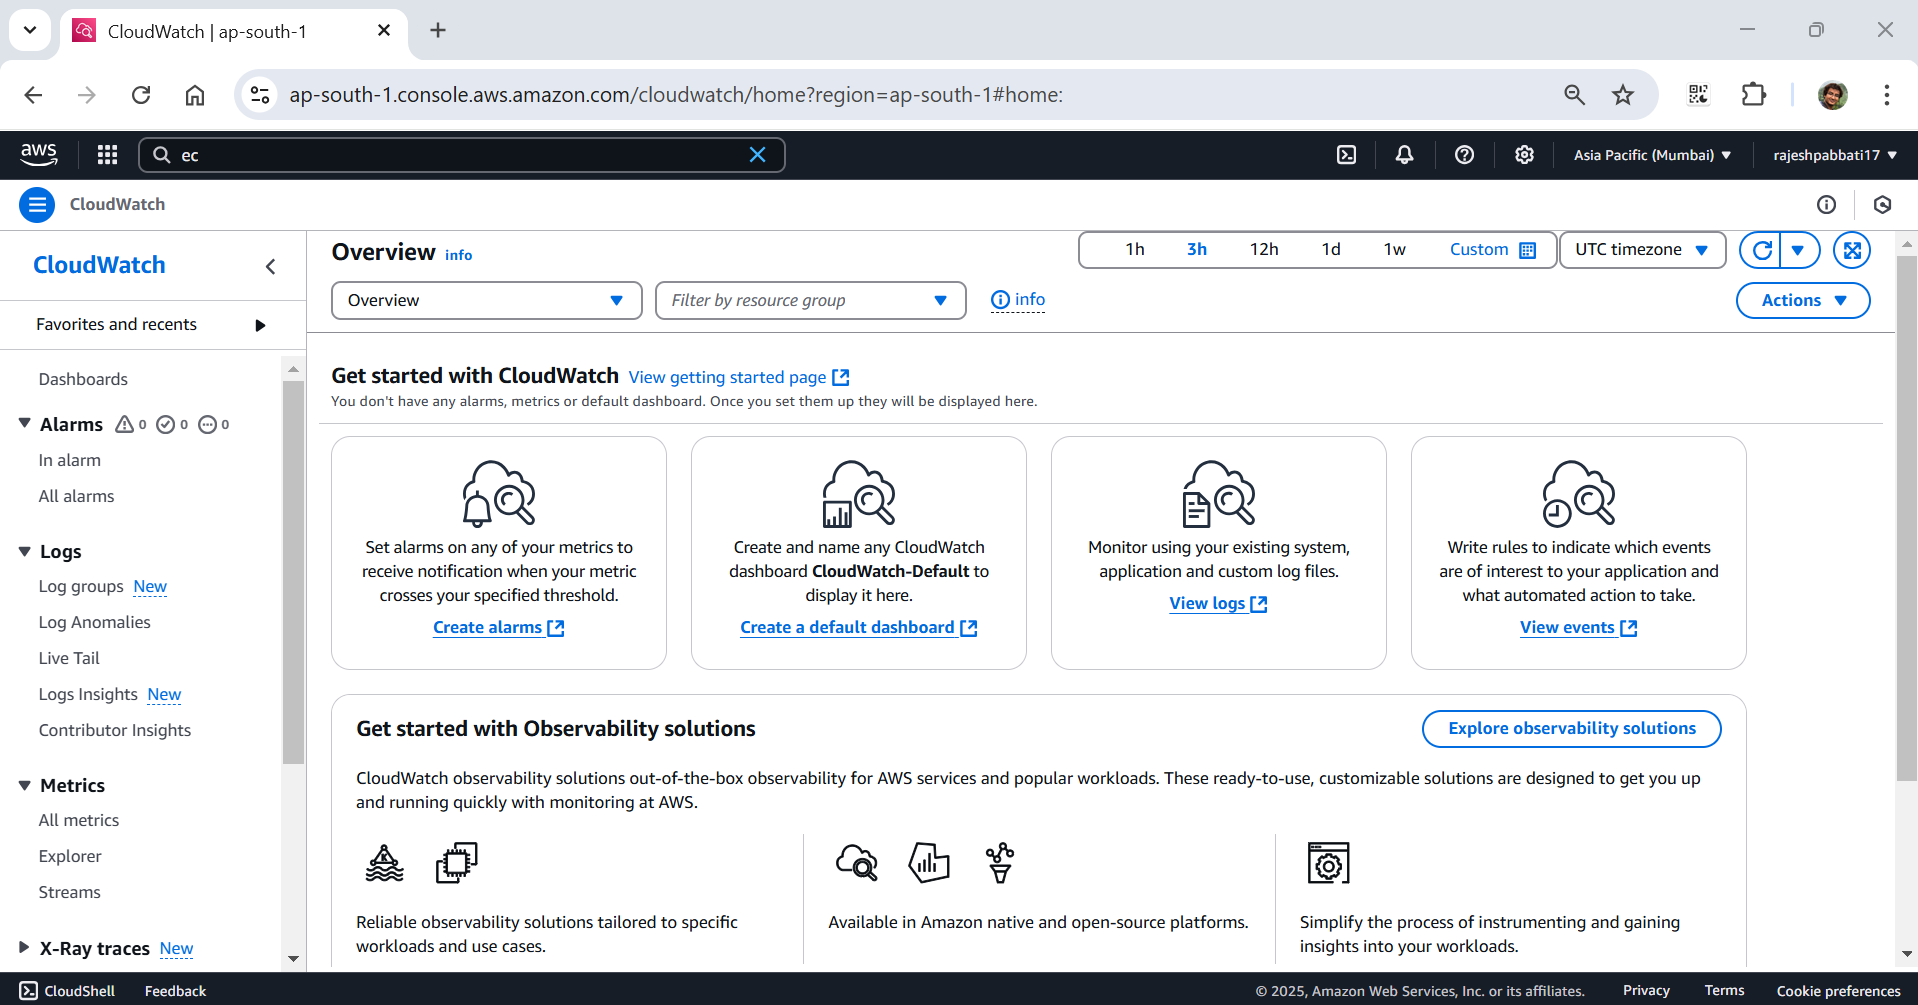 CloudWatch | ap-south-1
ap-south-1.console.aws.amazon.com/cloudwatch/home?region=ap-south-1#home:
aws
ec
Asia Pacific (Mumbai)
rajeshpabbati17
CloudWatch
CloudWatch
Favorites and recents
Dashboards
Alarms 0 0 0
In alarm
All alarms
Logs
Log groups New
Log Anomalies
Live Tail
Logs Insights New
Contributor Insights
Metrics
All metrics
Explorer
Streams
X-Ray traces New
Overview info
1h 3h 12h 1d 1w Custom
UTC timezone
Overview
Filter by resource group
info
Actions
Get started with CloudWatch View getting started page
You don't have any alarms, metrics or default dashboard. Once you set them up they will be displayed here.
Set alarms on any of your metrics to
receive notification when your metric
crosses your specified threshold.
Create alarms
Create and name any CloudWatch
dashboard CloudWatch-Default to
display it here.
Create a default dashboard
Monitor using your existing system,
application and custom log files.
View logs
Write rules to indicate which events
are of interest to your application and
what automated action to take.
View events
Get started with Observability solutions
Explore observability solutions
CloudWatch observability solutions out-of-the-box observability for AWS services and popular workloads. These ready-to-use, customizable solutions are designed to get you up
and running quickly with monitoring at AWS.
Reliable observability solutions tailored to specific
workloads and use cases.
Available in Amazon native and open-source platforms.
Simplify the process of instrumenting and gaining
insights into your workloads.
CloudShell
Feedback
© 2025, Amazon Web Services, Inc. or its affiliates.
Privacy
Terms
Cookie preferences